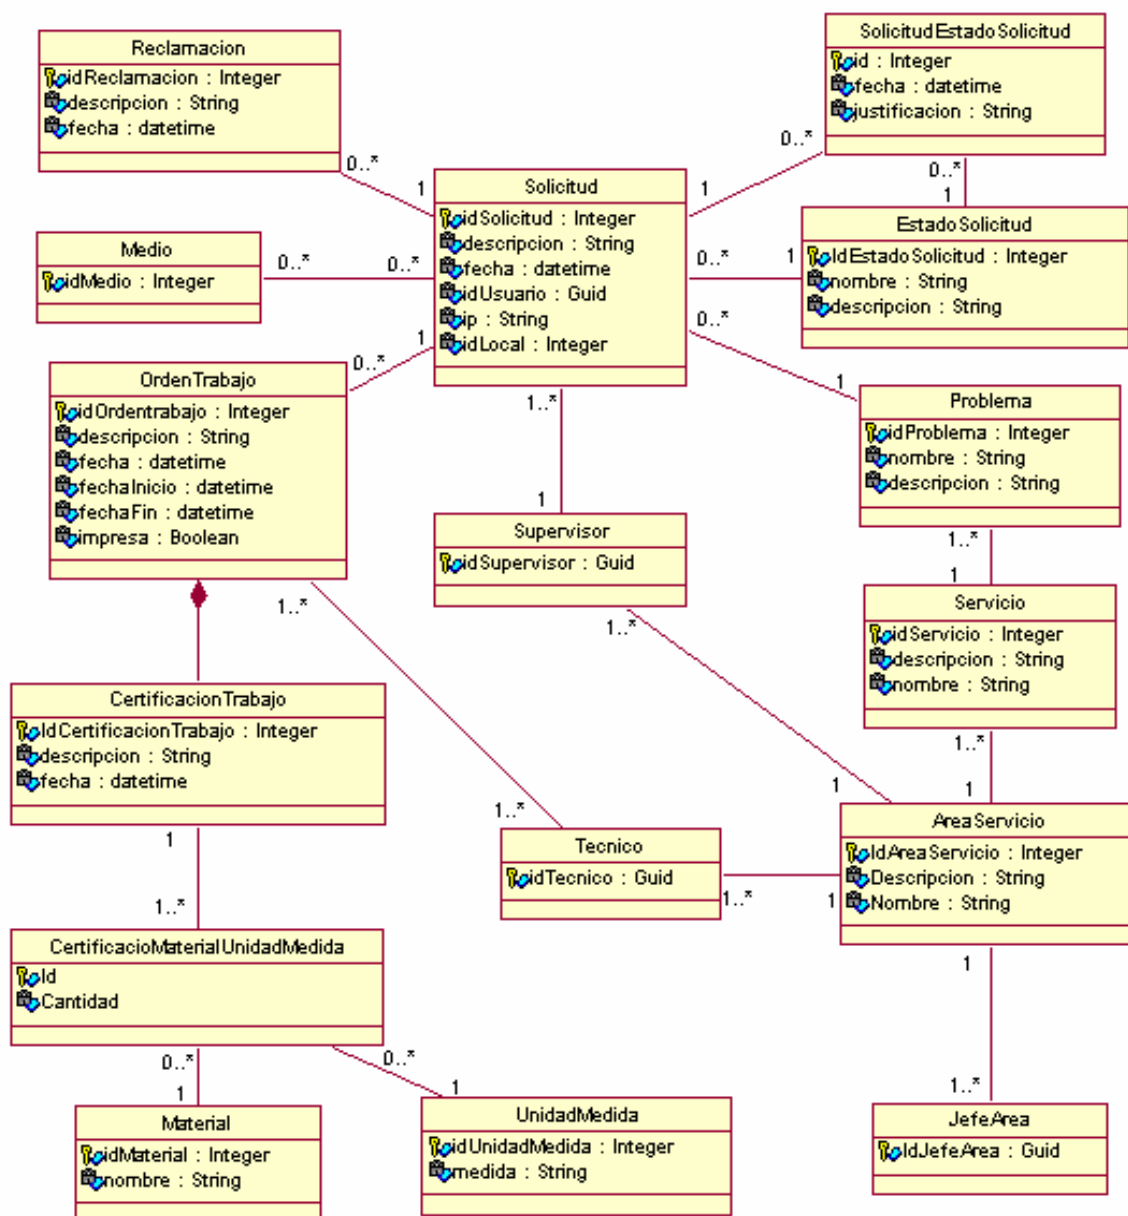 Reclamacion
idReclamacion : Integer
descripcion : String
fecha : datetime
SolicitudEstadoSolicitud
id : Integer
fecha : datetime
justificacion : String
0..*
1
1
0..*
0..*
1
Solicitud
idSolicitud : Integer
descripcion : String
fecha : datetime
idUsuario : Guid
ip : String
idLocal : Integer
Medio
idMedio : Integer
0..*
0..*
EstadoSolicitud
IdEstadoSolicitud : Integer
nombre : String
descripcion : String
0..*
1
0..*
1
1
0..*
OrdenTrabajo
idOrdentrabajo : Integer
descripcion : String
fecha : datetime
fechaInicio : datetime
fechaFin : datetime
impresa : Boolean
Problema
idProblema : Integer
nombre : String
descripcion : String
1..*
1
Supervisor
idSupervisor : Guid
1..*
1
Servicio
idServicio : Integer
descripcion : String
nombre : String
1..*
1..*
1..*
1
1
CertificacionTrabajo
IdCertificacionTrabajo : Integer
descripcion : String
fecha : datetime
1..*
Tecnico
idTecnico : Guid
1..*
1
AreaServicio
IdAreaServicio : Integer
Descripcion : String
Nombre : String
1
1..*
CertificacioMaterialUnidadMedida
Id
Cantidad
1
1..*
0..*
1
0..*
1
Material
idMaterial : Integer
nombre : String
UnidadMedida
idUnidadMedida : Integer
medida : String
JefeArea
IdJefeArea : Guid